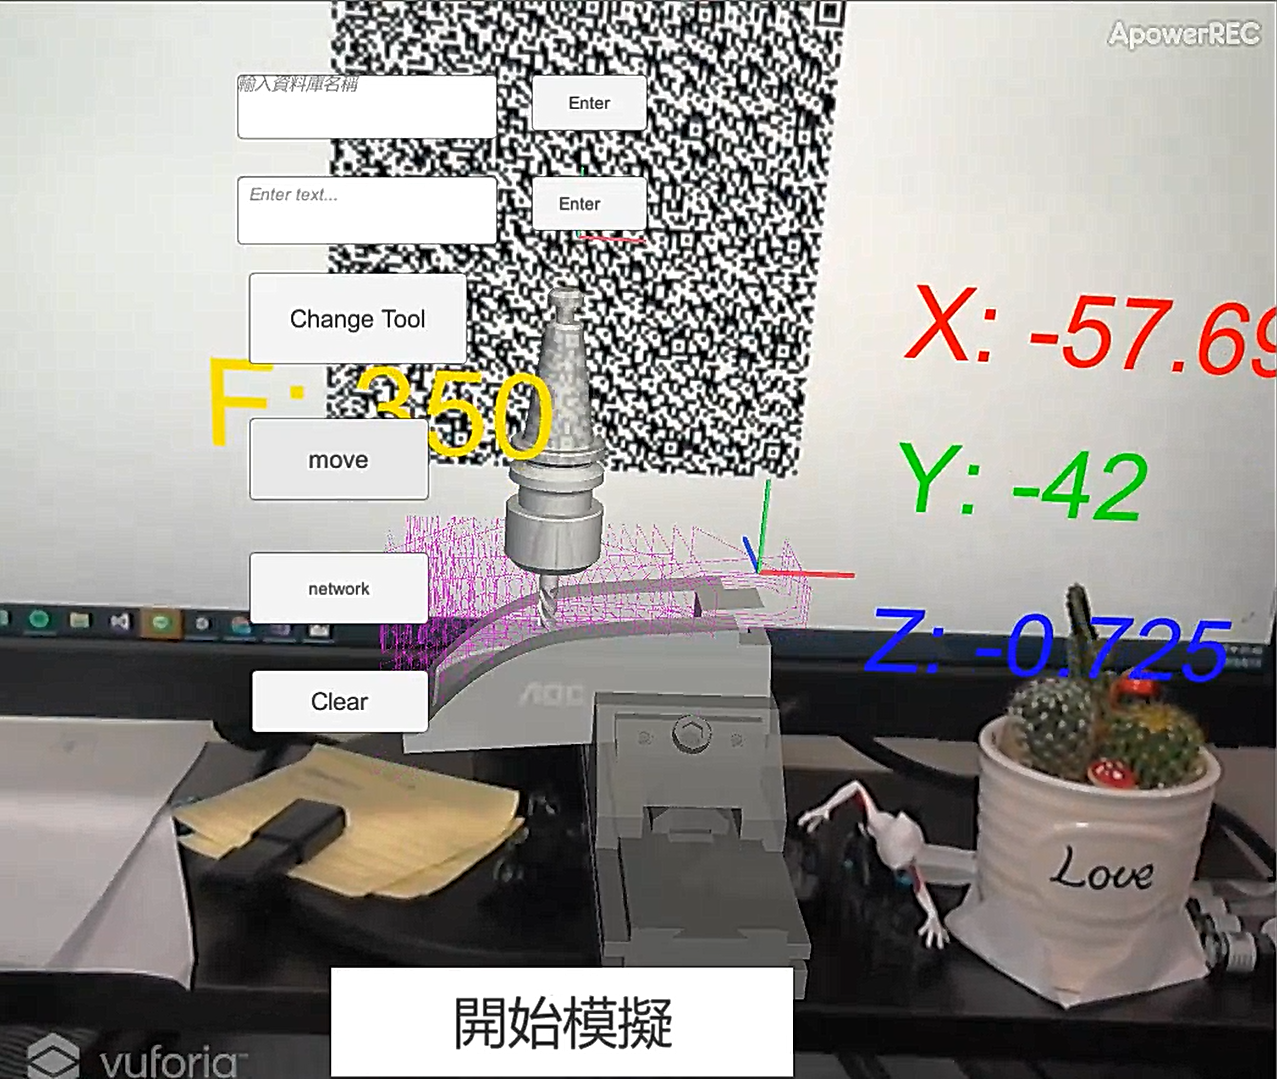 ApowerREC
輸入資料庫名稱
Enter
Enter text...
Enter
Change Tool
X: -57.69
F: 350
move
Y: -42
network
Z: -0.725
Clear
AOC
Love
開始模擬
vuforia